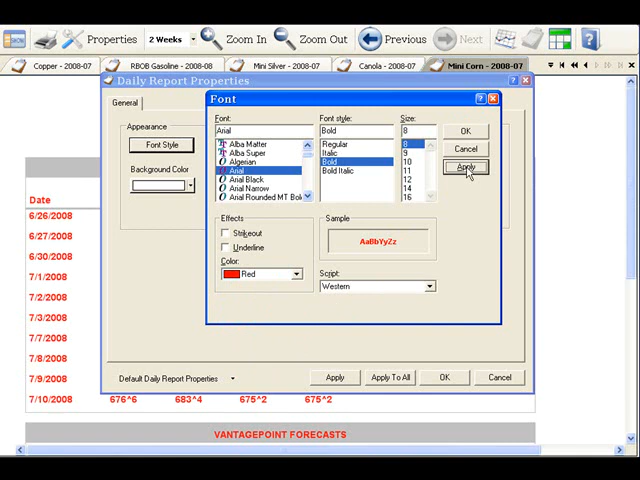 Properties 2 Weeks Zoom In Zoom Out Previous Next
Copper - 2008-07 RBOB Gasoline - 2008-08 Mini Silver - 2008-07 Canola - 2008-07 Mini Corn - 2008-07
Daily Report Properties
General
Appearance
Font Style
Background Color
Font
Font: Font style: Size:
Arial Bold 8
Alba Matter Regular 8
Alba Super Italic 9
Algerian Bold 10
Arial Bold Italic 11
Arial Black 12
Arial Narrow 14
Arial Rounded MT Bol 16
OK
Cancel
Apply
Effects
Strikeout
Underline
Color:
Red
Sample
AaBbYyZz
Script:
Western
Date
6/26/2008
6/27/2008
6/30/2008
7/1/2008
7/2/2008
7/3/2008
7/7/2008
7/8/2008
7/9/2008
7/10/2008 676^6 683^4 675^2 675^2
Default Daily Report Properties Apply Apply To All OK Cancel
VANTAGEPOINT FORECASTS